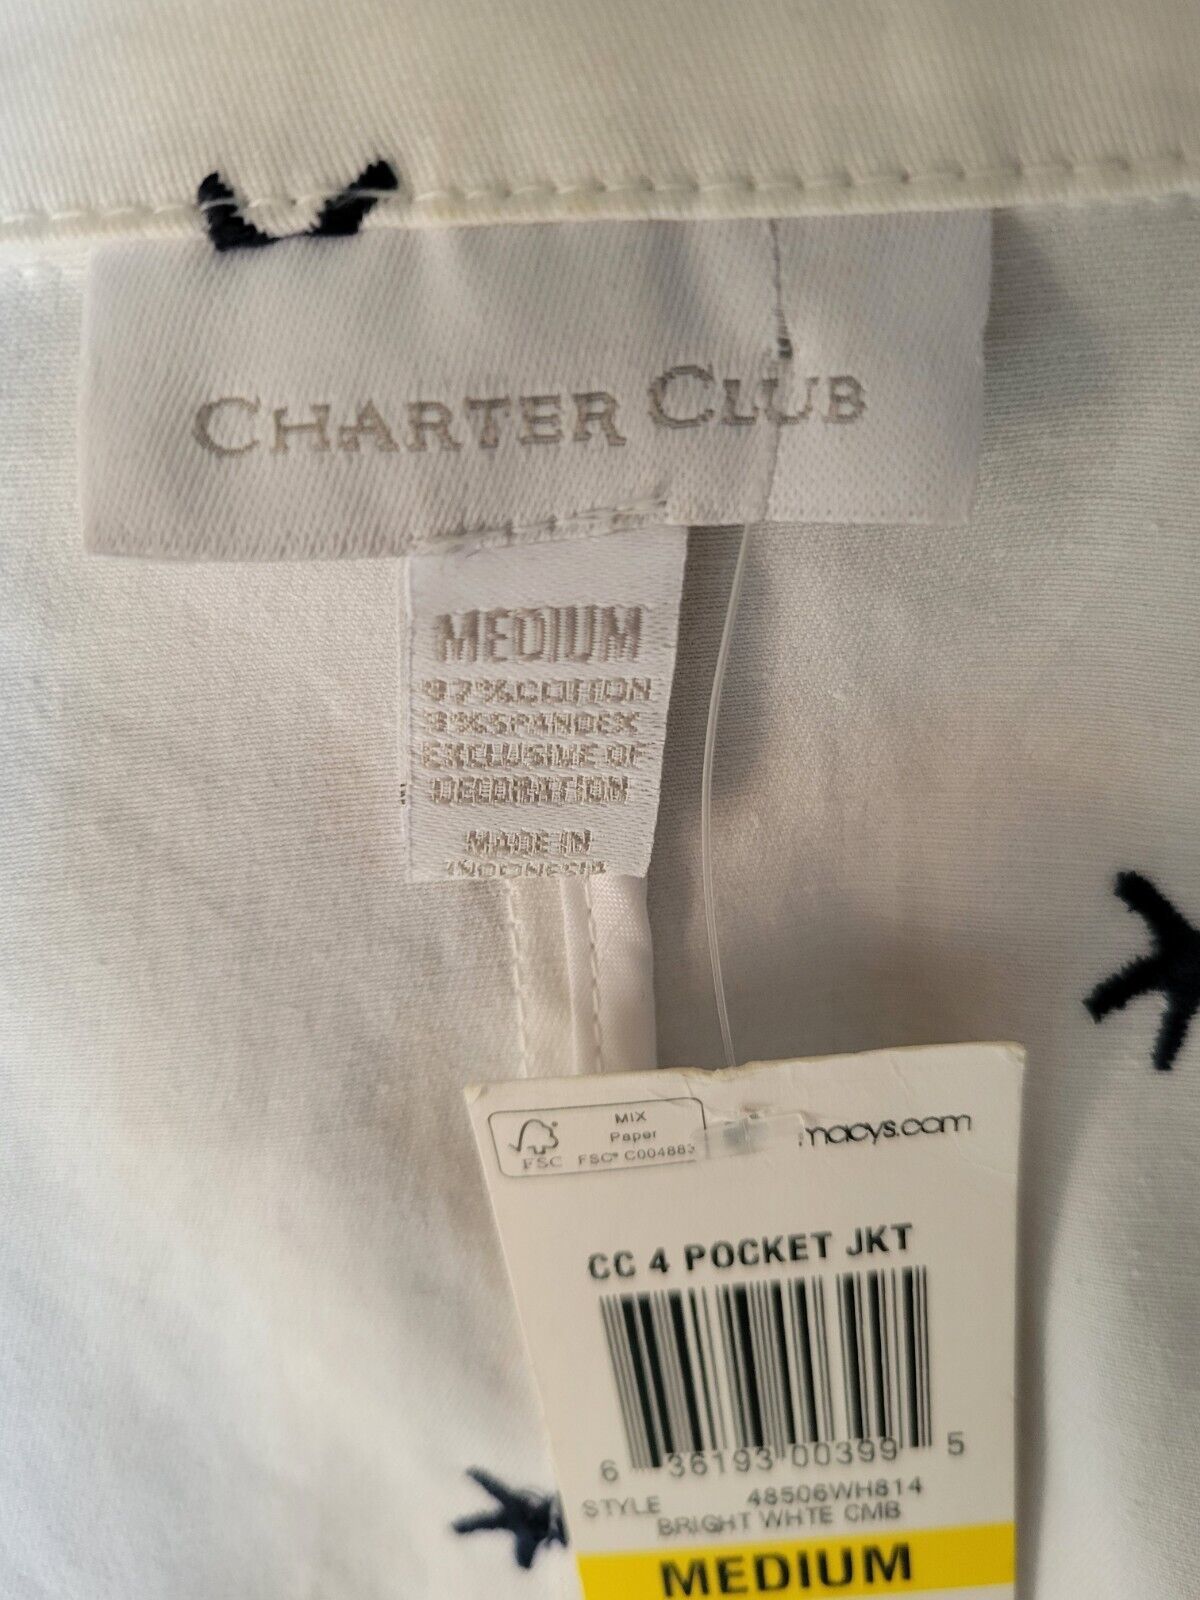 CHARTER CLUB
MEDIUM
97% COTTON
3% SPANDEX
EXCLUSIVE OF
DECORATION
MADE IN
INDONESIA
MIX
Paper
FSC
FSC® C004883
macys.com
CC 4 POCKET JKT
6 36193 00399 5
STYLE 48506WH814
BRIGHT WHTE CMB
MEDIUM